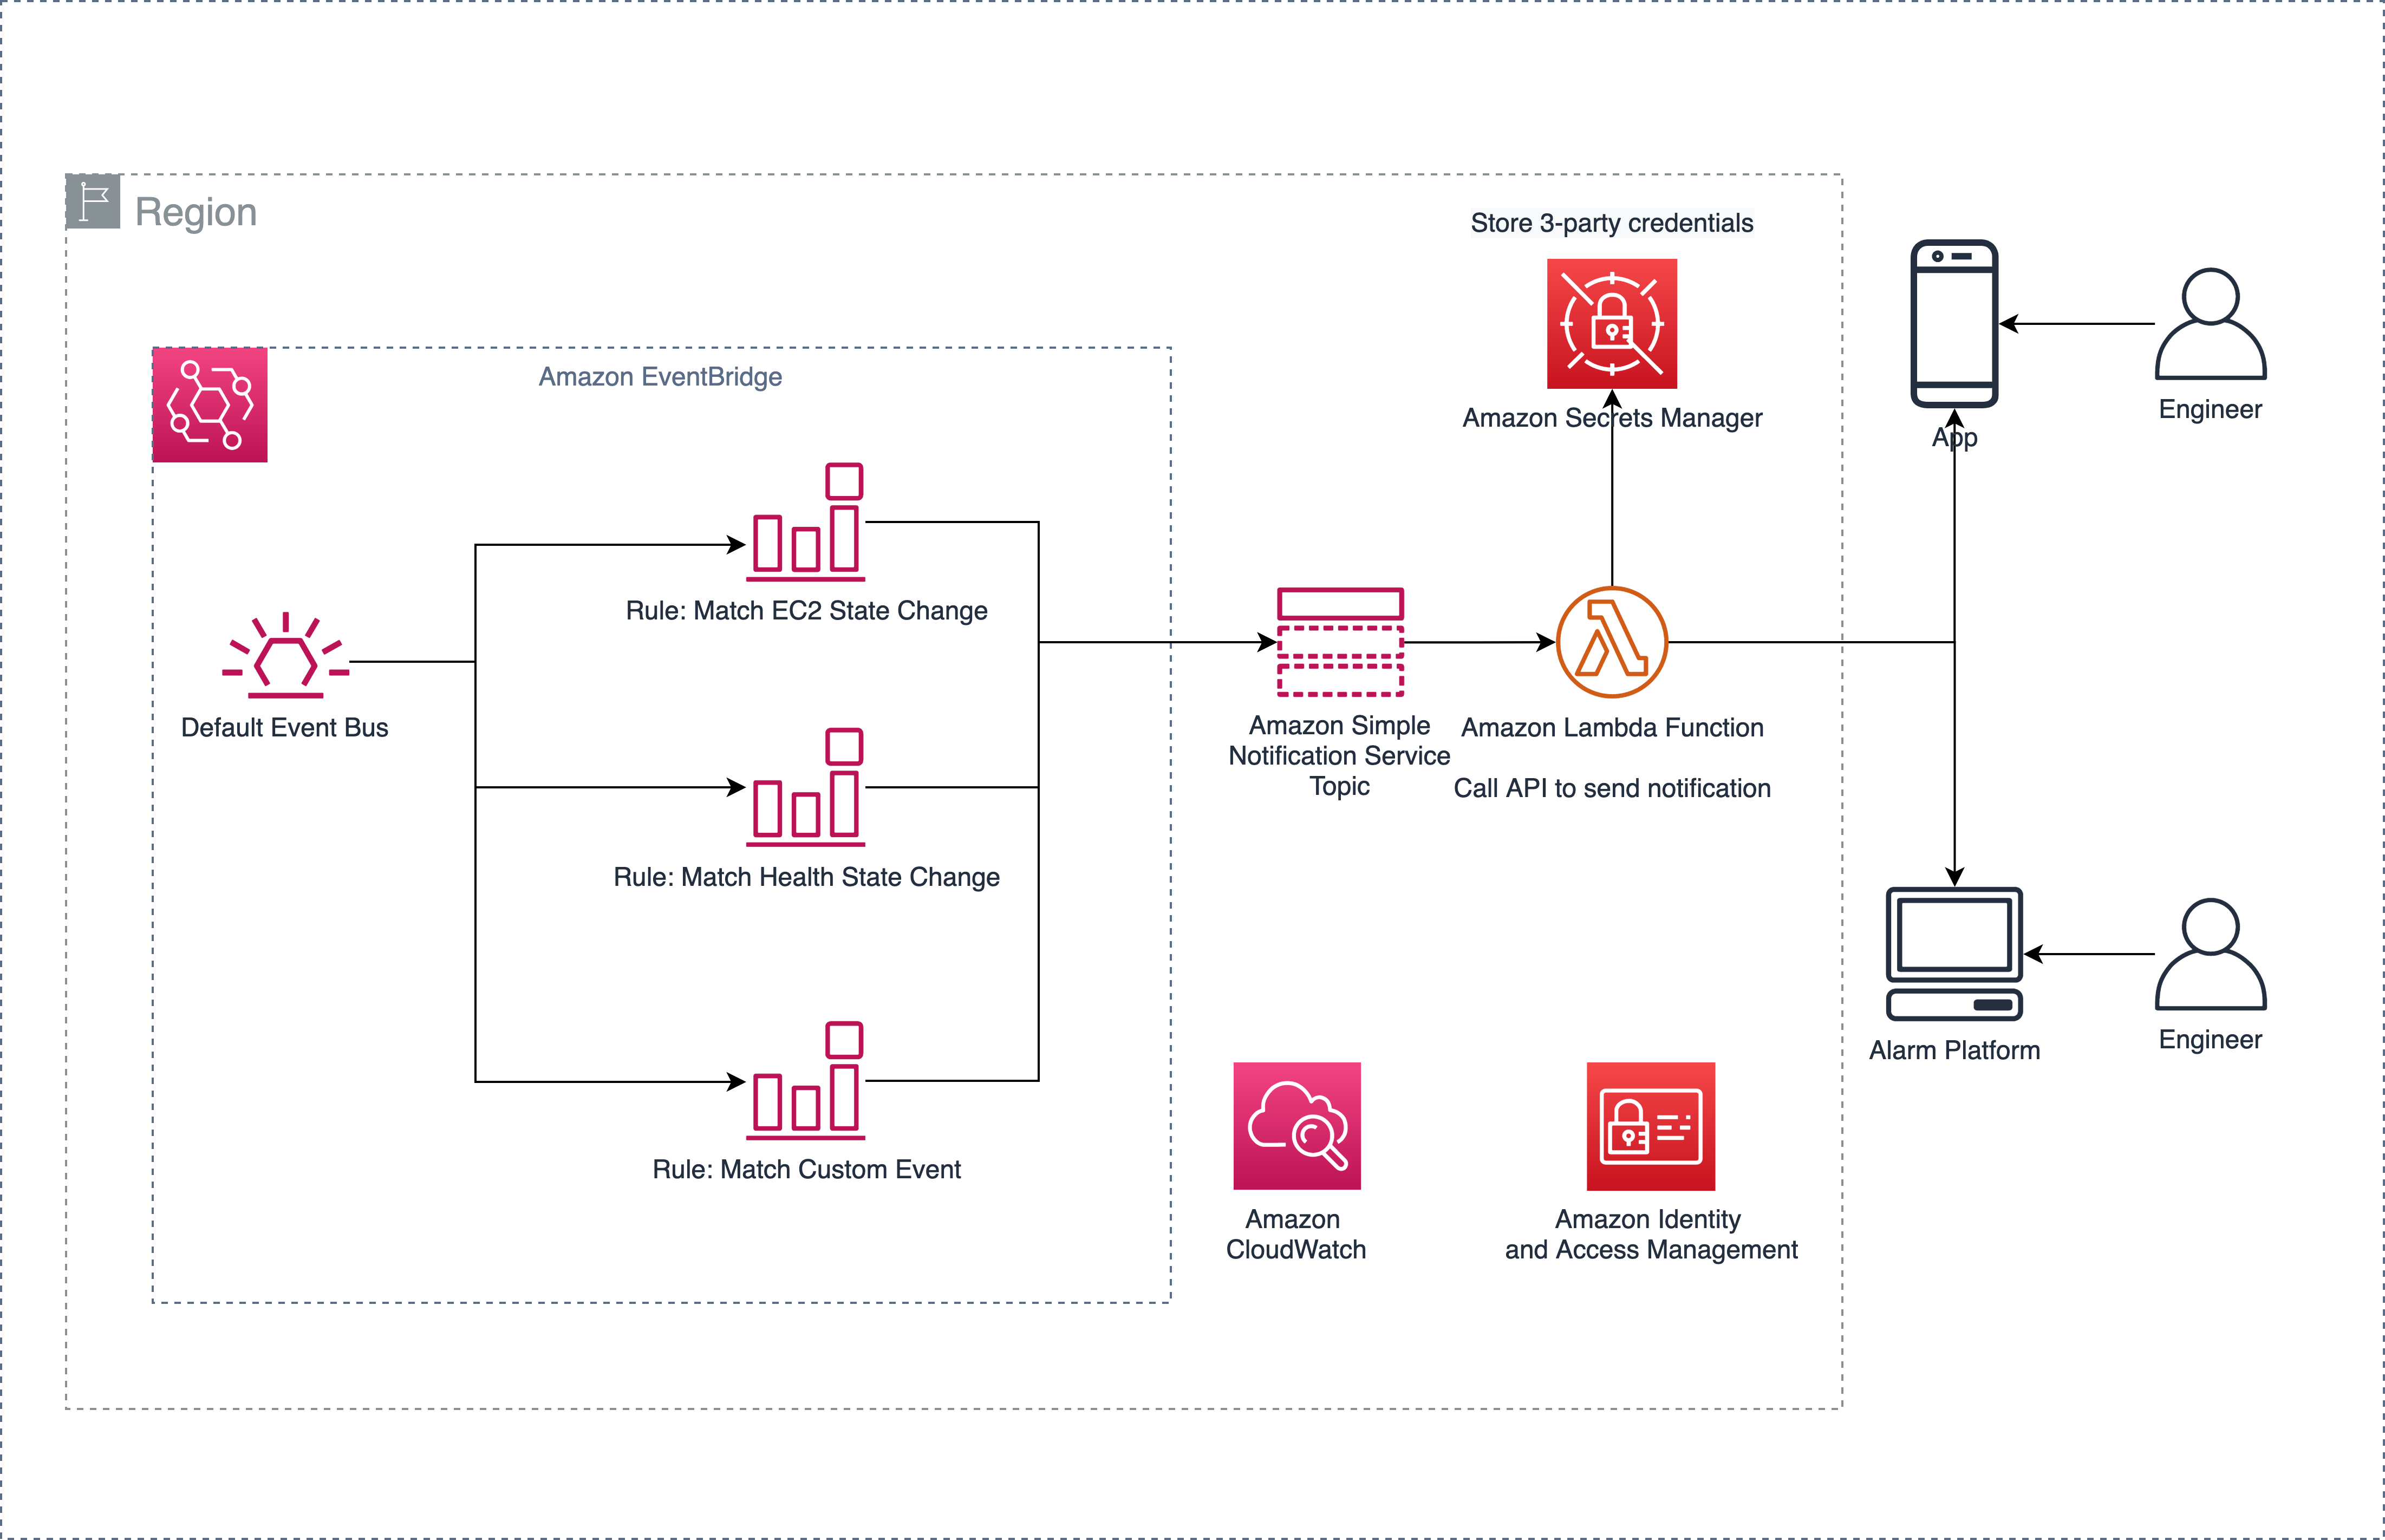 Region
Store 3-party credentials
Amazon Secrets Manager
App
Engineer
Amazon EventBridge
Rule: Match EC2 State Change
Default Event Bus
Amazon Simple
Notification Service
Topic
Amazon Lambda Function
Call API to send notification
Rule: Match Health State Change
Rule: Match Custom Event
Alarm Platform
Engineer
Amazon
CloudWatch
Amazon Identity
and Access Management